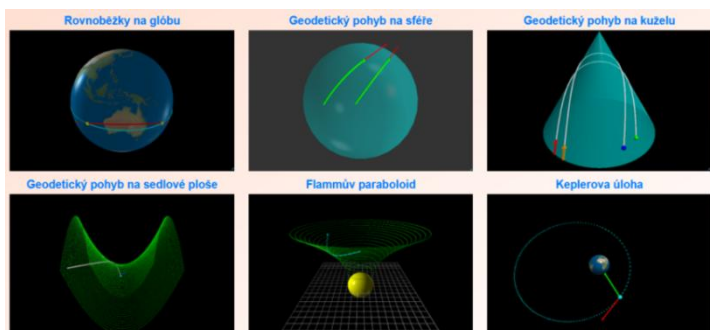 Rovnoběžky na glóbu
Geodetický pohyb na sféře
Geodetický pohyb na kuželu
Geodetický pohyb na sedlové ploše
Flammův paraboloid
Keplerova úloha